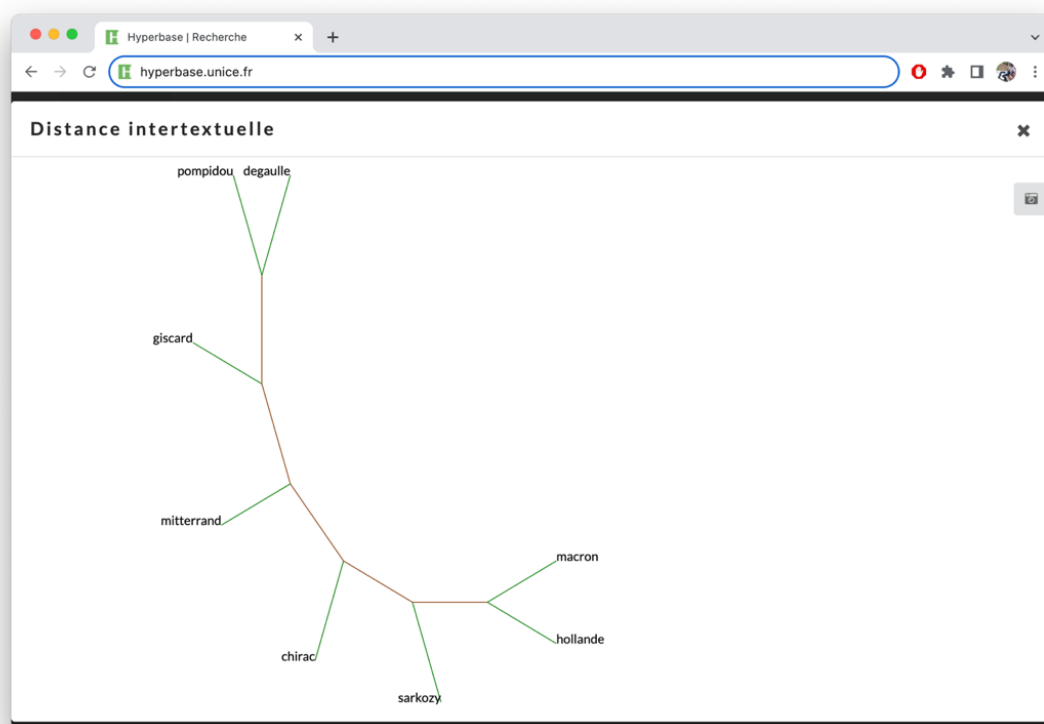 Hyperbase | Recherche
hyperbase.unice.fr
Distance intertextuelle
pompidou degaulle
giscard
mitterrand
macron
hollande
chirac
sarkozy